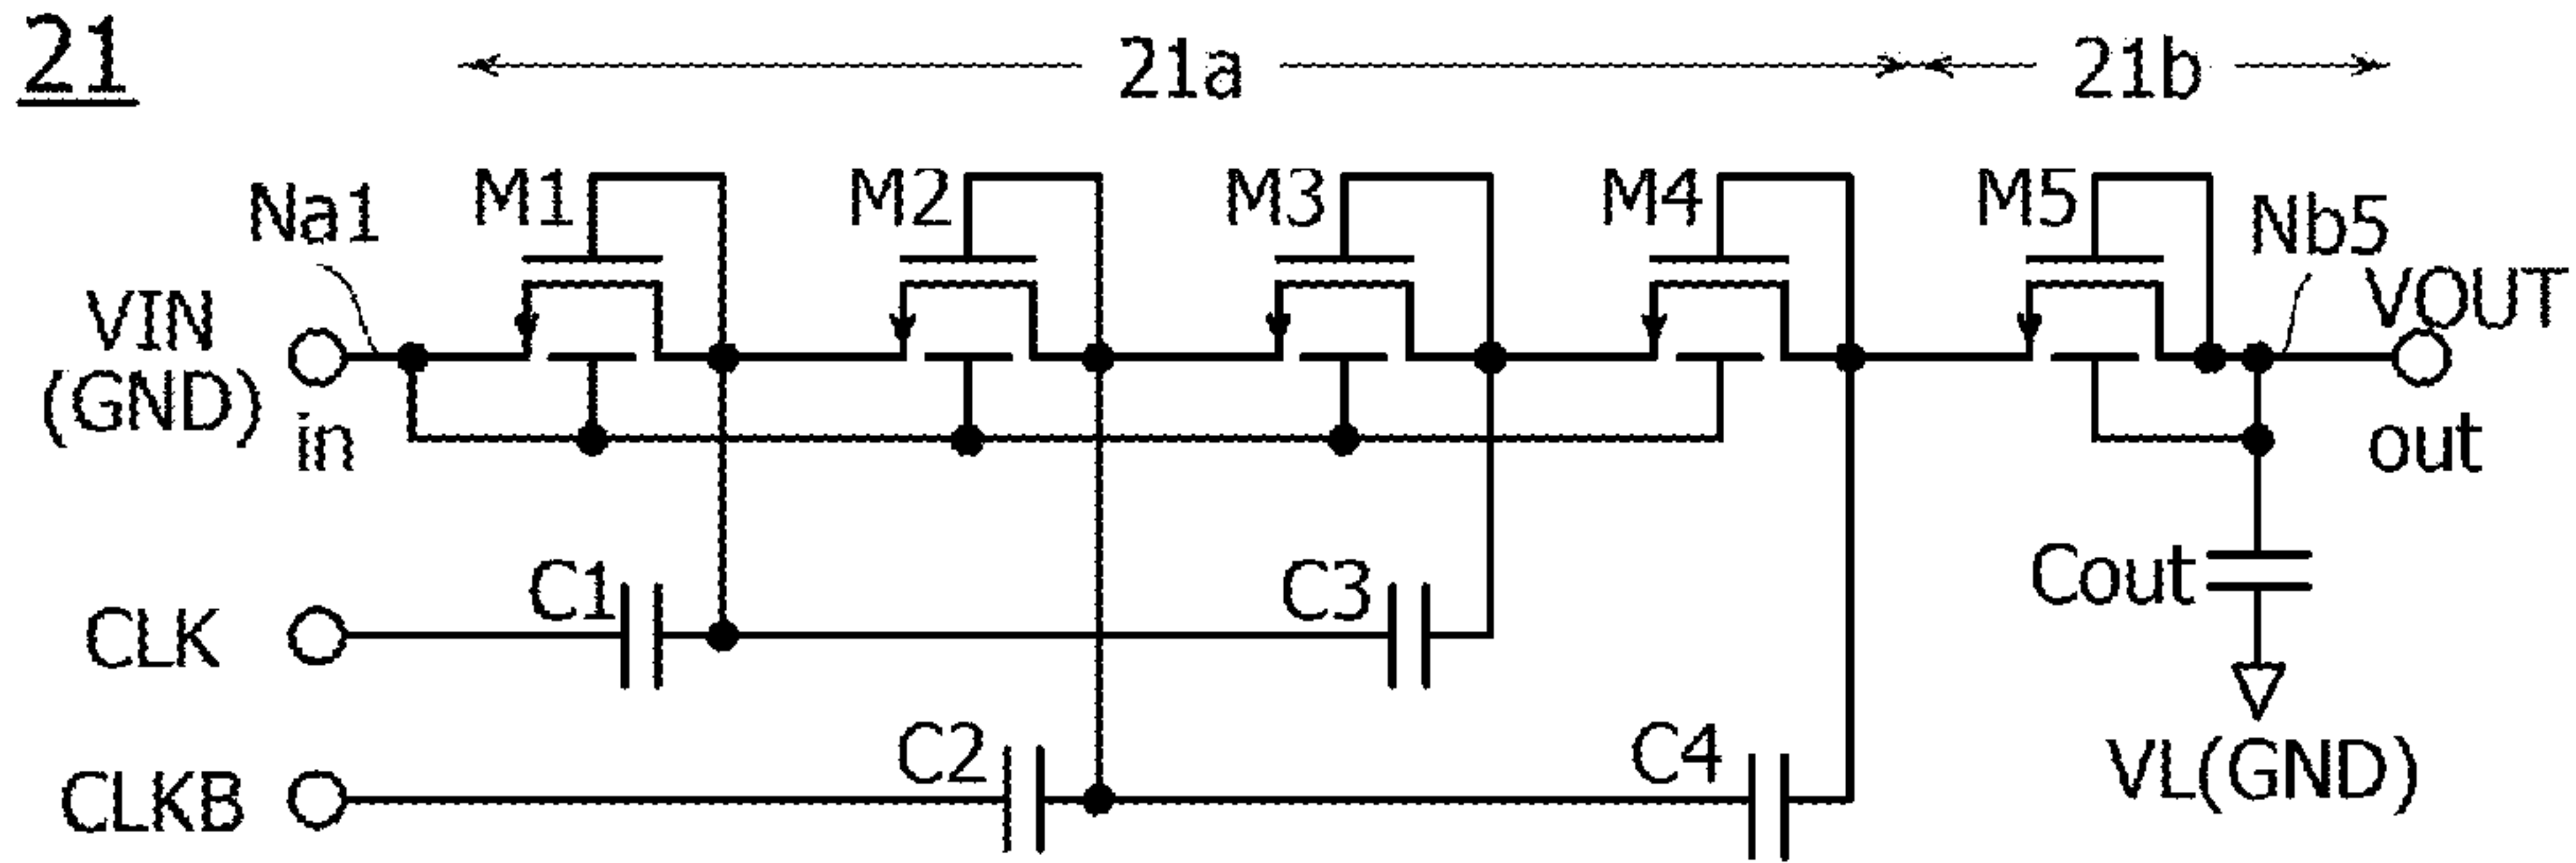 21
21a
21b
M1
M2
M3
M4
M5
Na1
Nb5
VIN
(GND)
in
VOUT
out
C1
C3
Cout
CLK
C2
C4
VL(GND)
CLKB